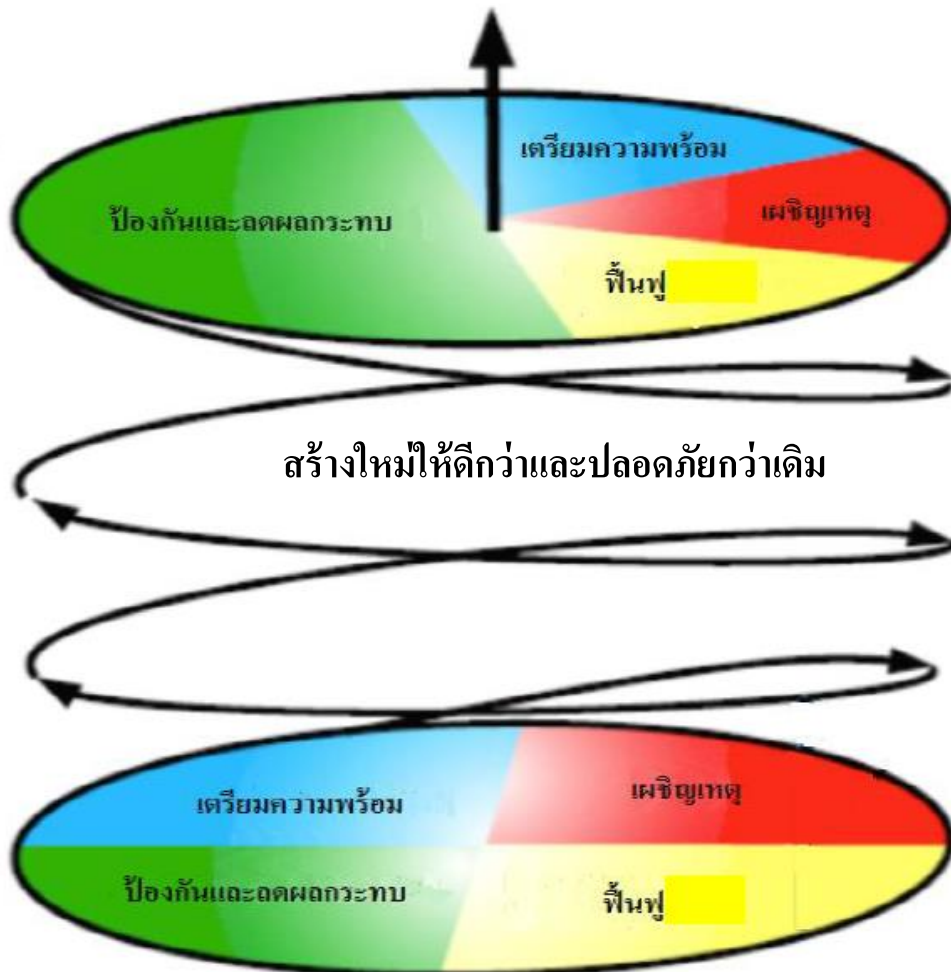 เตรียมความพร้อม
ป้องกันและลดผลกระทบ
เผชิญเหตุ
ฟื้นฟู
สร้างใหม่ให้ดีกว่าและปลอดภัยกว่าเดิม
เตรียมความพร้อม
เผชิญเหตุ
ป้องกันและลดผลกระทบ
ฟื้นฟู